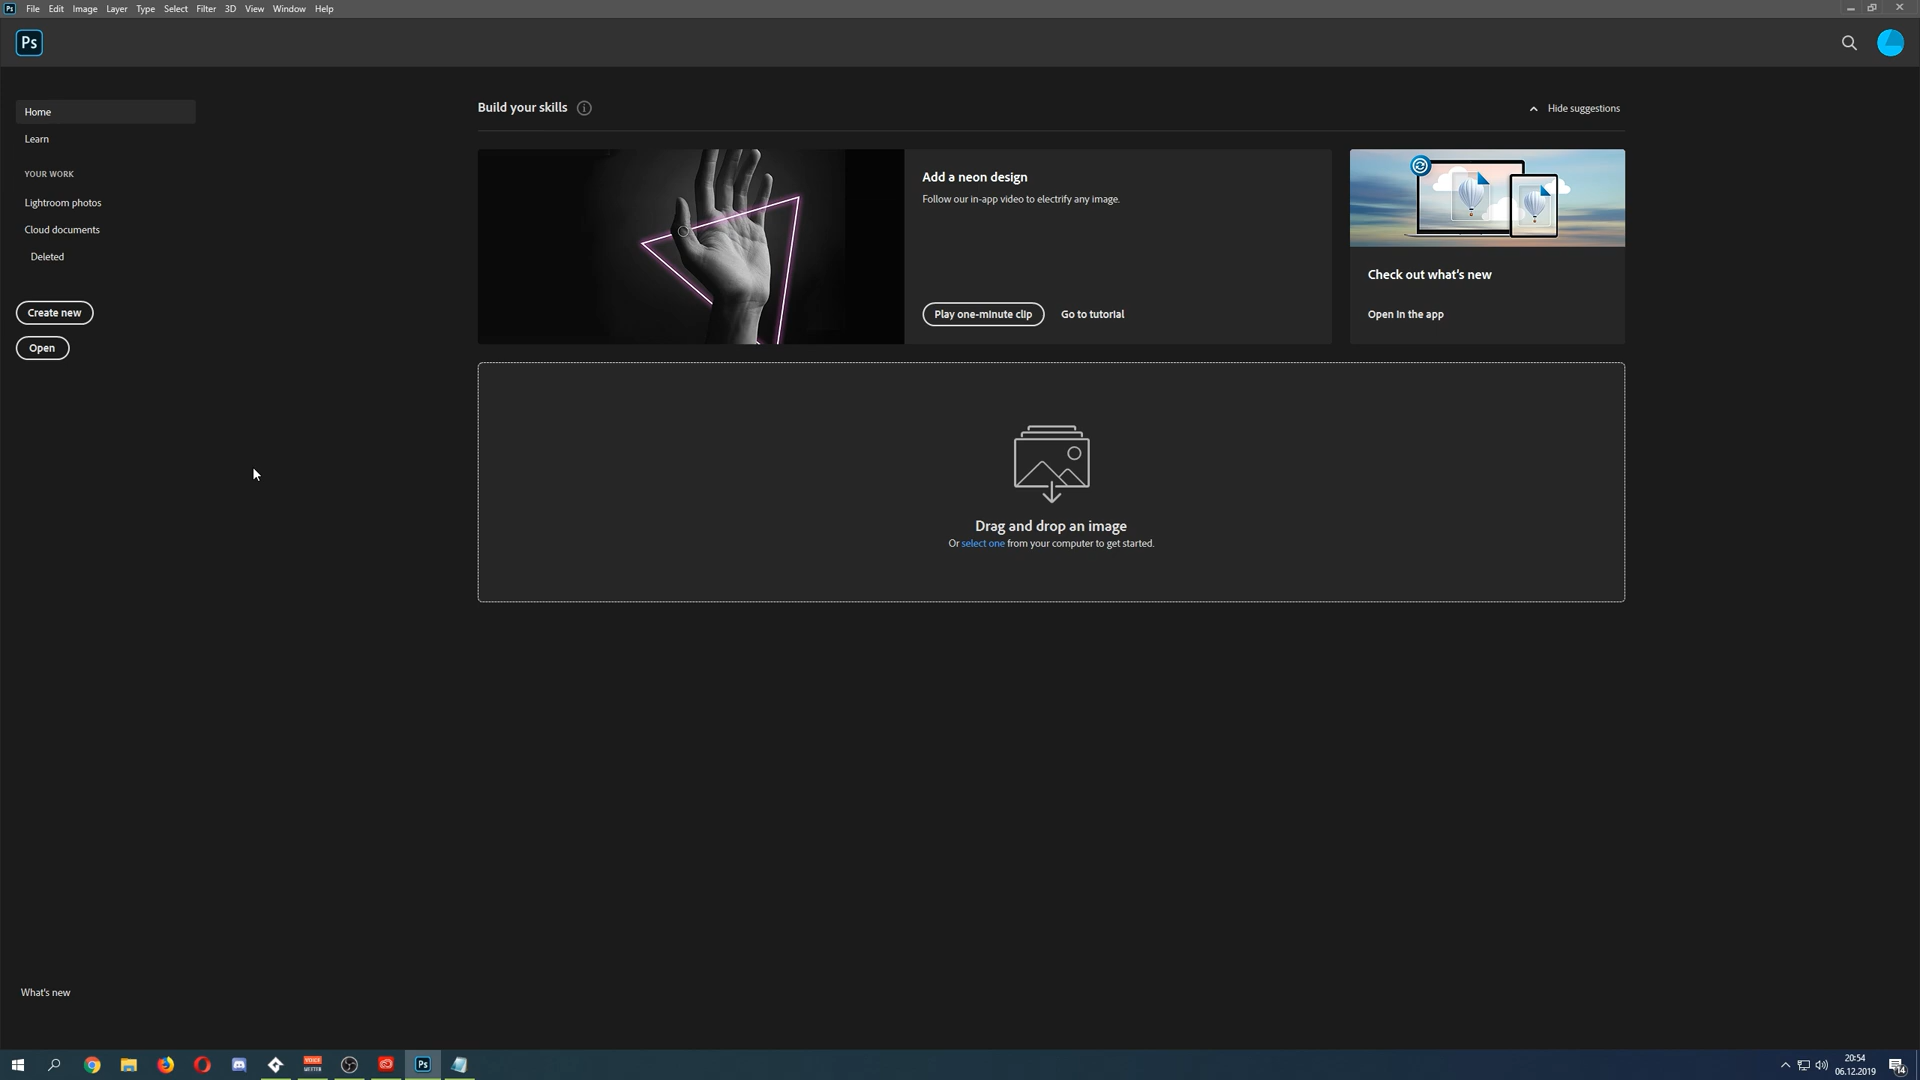 Ps File Edit Image Layer Type Select Filter 3D View Window Help
Ps
Home
Learn
YOUR WORK
Lightroom photos
Cloud documents
Deleted
Create new
Open
Build your skills
Hide suggestions
Add a neon design
Follow our in-app video to electrify any image.
Play one-minute clip Go to tutorial
Check out what's new
Open in the app
Drag and drop an image
Or select one from your computer to get started.
What's new
VOICE
MEETER
Ps
20:54
06.12.2019
14